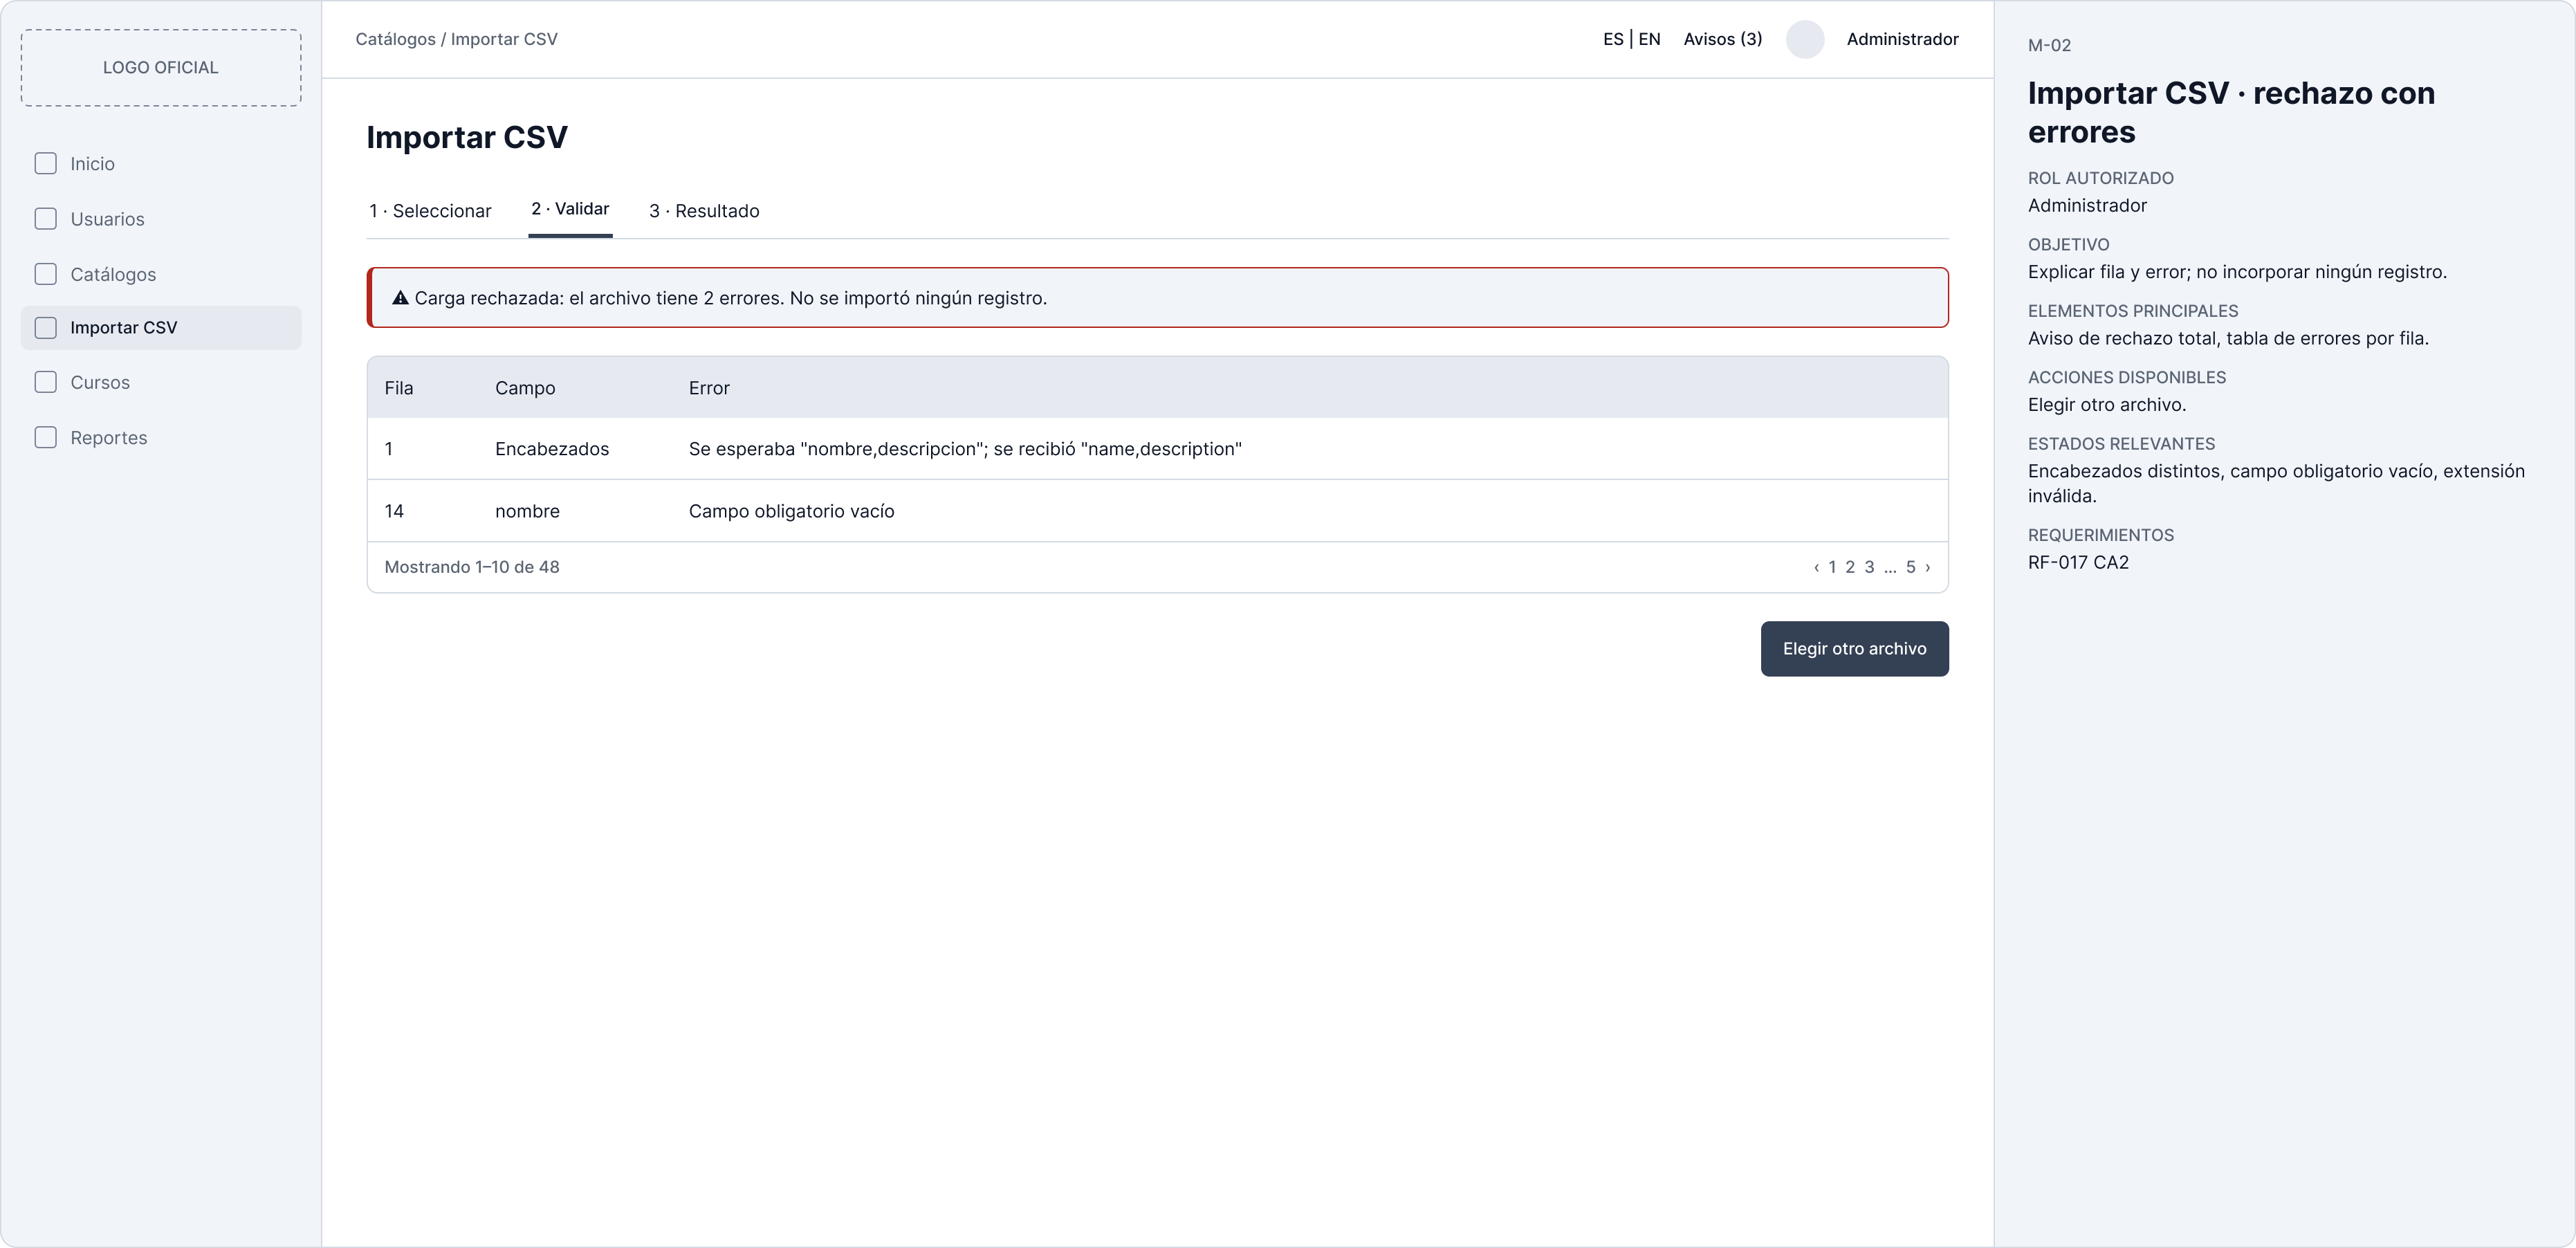 LOGO OFICIAL
Inicio
Usuarios
Catálogos
Importar CSV
Cursos
Reportes
Catálogos / Importar CSV
ES | EN Avisos (3) Administrador
Importar CSV
1 · Seleccionar 2 · Validar 3 · Resultado
⚠ Carga rechazada: el archivo tiene 2 errores. No se importó ningún registro.
Fila Campo Error
1 Encabezados Se esperaba "nombre,descripcion"; se recibió "name,description"
14 nombre Campo obligatorio vacío
Mostrando 1–10 de 48 ‹ 1 2 3 … 5 ›
Elegir otro archivo
M-02
Importar CSV · rechazo con
errores
ROL AUTORIZADO
Administrador
OBJETIVO
Explicar fila y error; no incorporar ningún registro.
ELEMENTOS PRINCIPALES
Aviso de rechazo total, tabla de errores por fila.
ACCIONES DISPONIBLES
Elegir otro archivo.
ESTADOS RELEVANTES
Encabezados distintos, campo obligatorio vacío, extensión
inválida.
REQUERIMIENTOS
RF-017 CA2